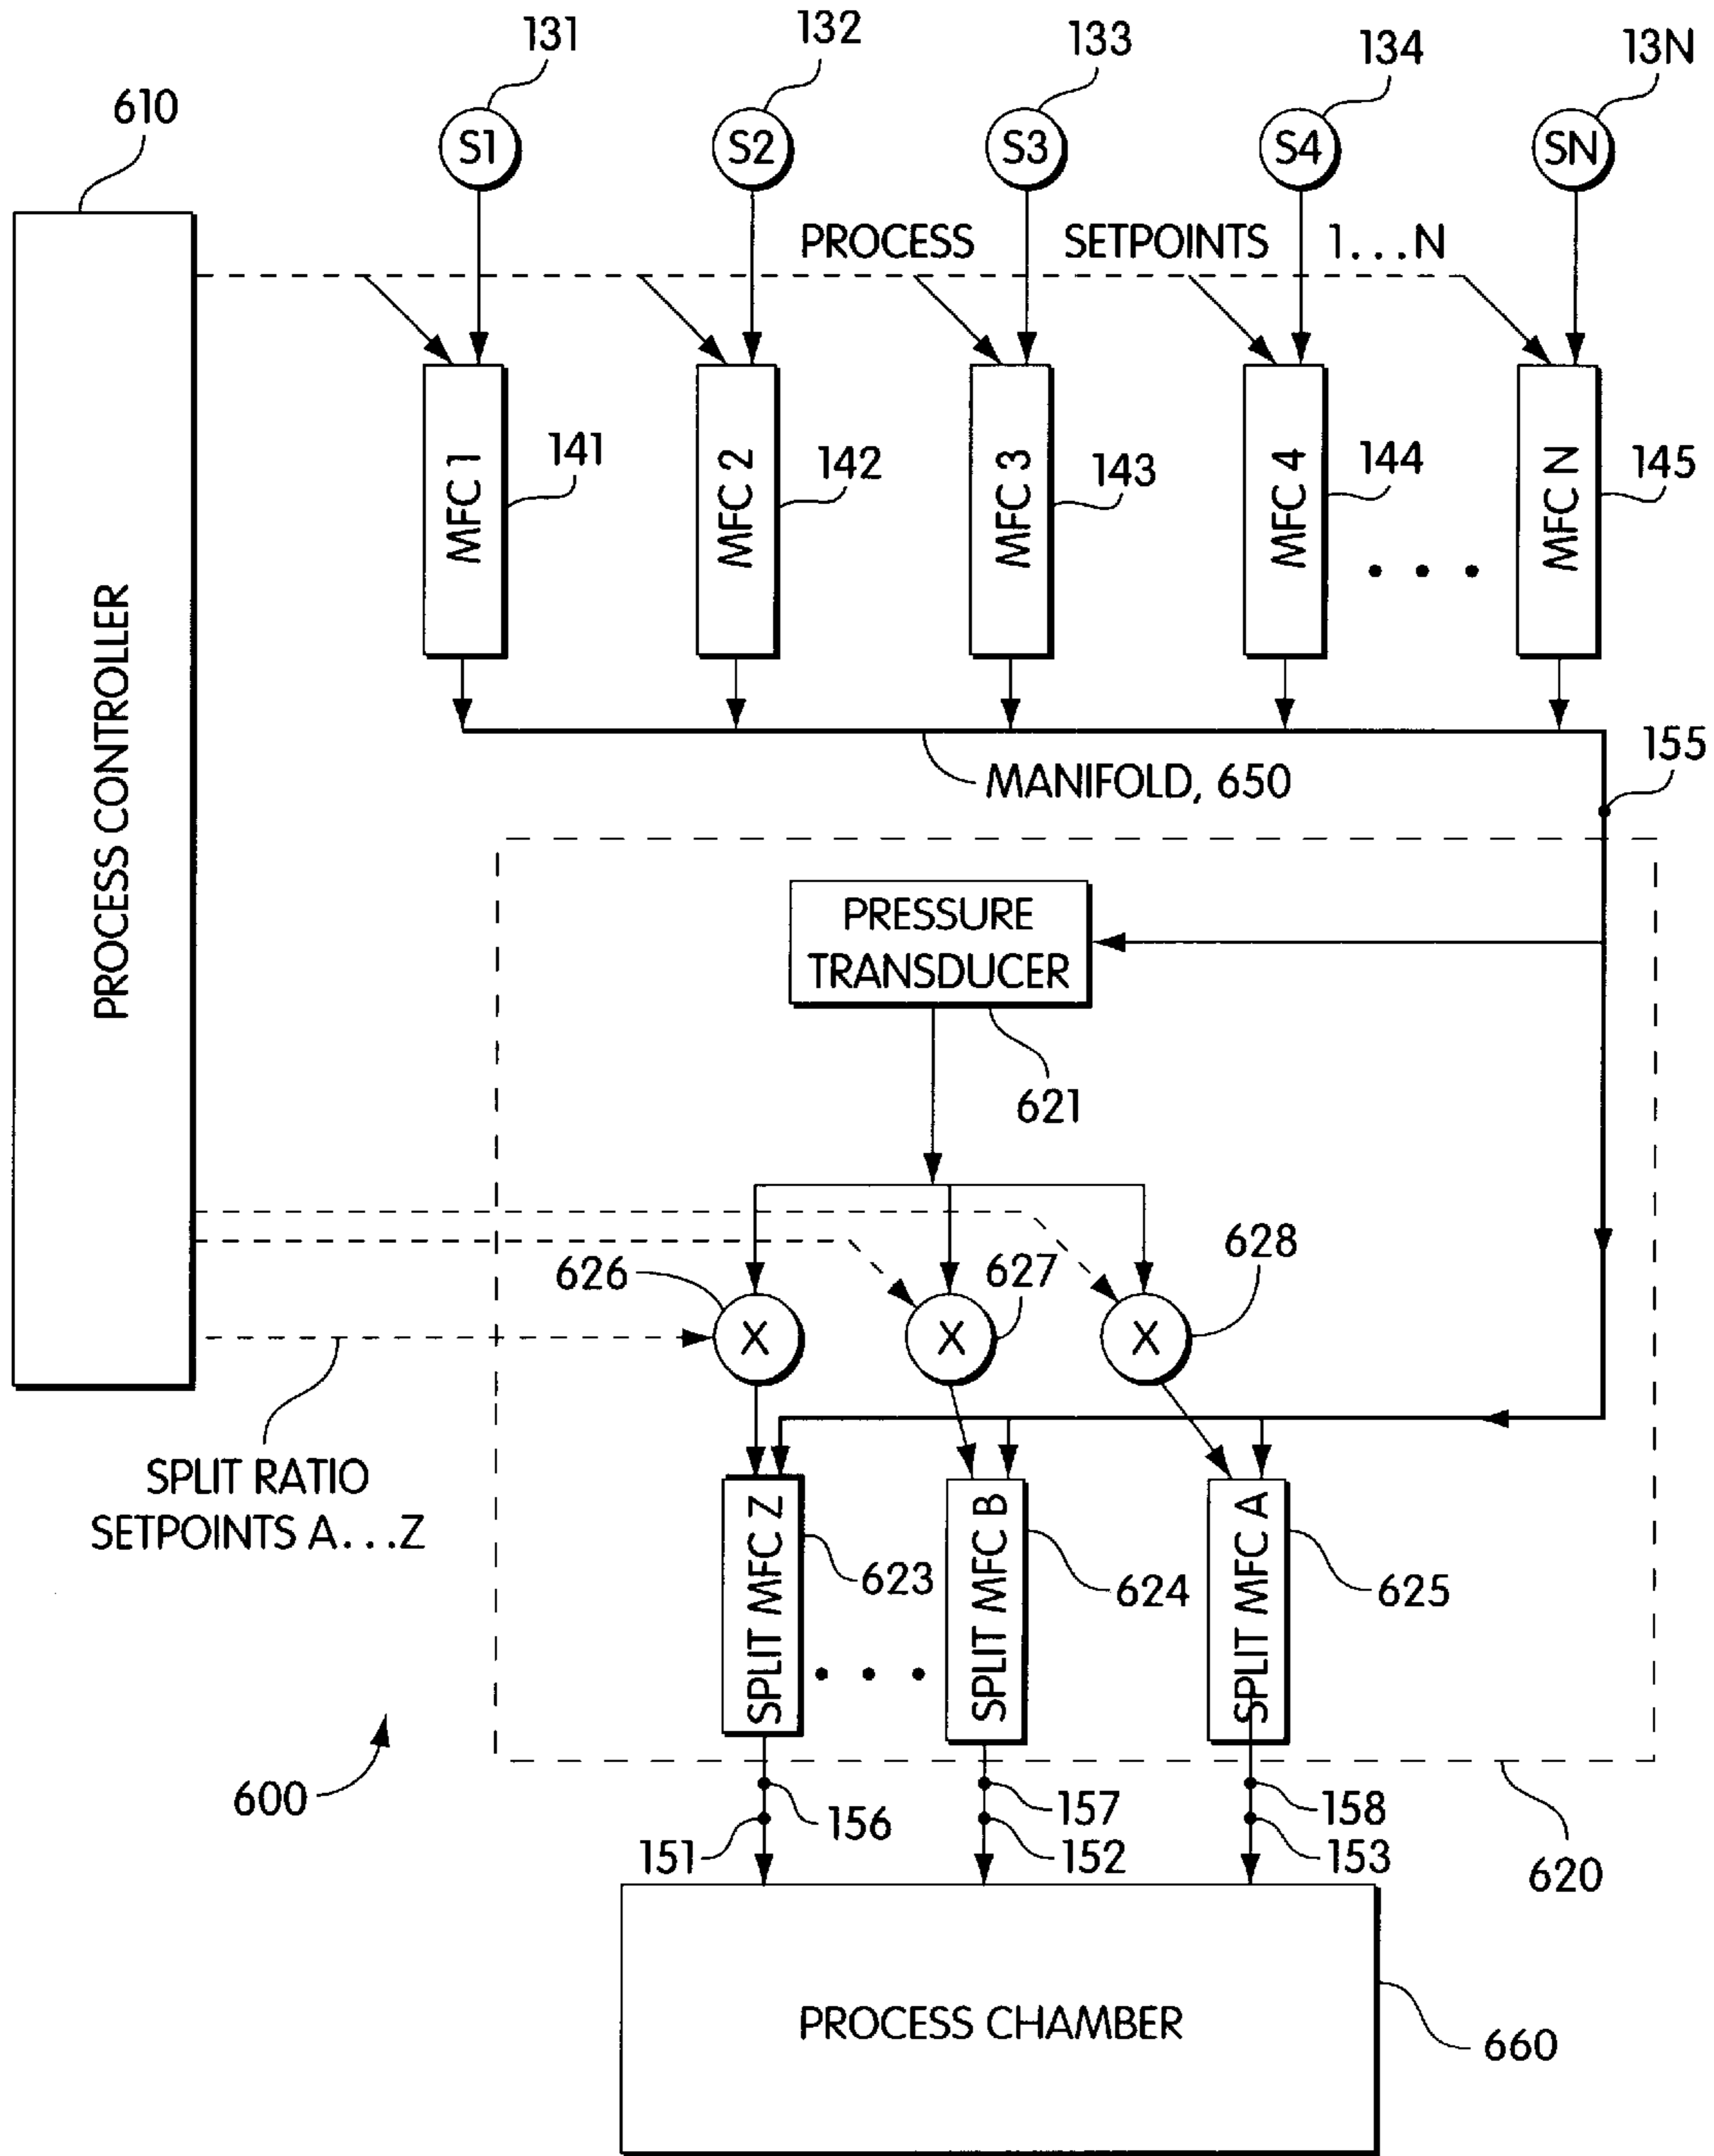 131
132
133
134
13N
610
S1
S2
S3
S4
SN
PROCESS SETPOINTS 1...N
MFC 1
141
MFC 2
142
MFC 3
143
MFC 4
144
MFC N
145
PROCESS CONTROLLER
MANIFOLD, 650
155
PRESSURE
TRANSDUCER
621
626
627
628
X
X
X
SPLIT RATIO
SETPOINTS A...Z
SPLIT MFC Z
623
SPLIT MFC B
624
SPLIT MFC A
625
600
156
157
158
151
152
153
620
PROCESS CHAMBER
660